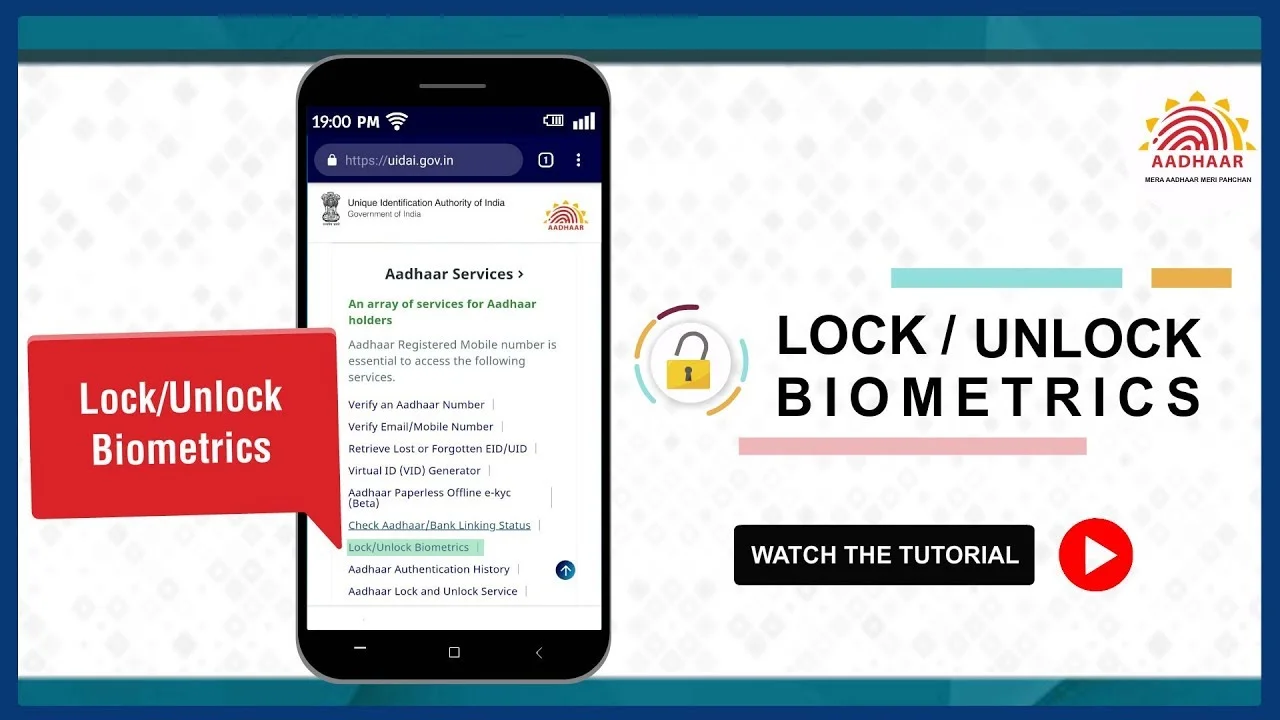 19:00 PM
https://uidai.gov.in
1
Unique Identification Authority of India
Government of India
AADHAAR
Aadhaar Services ›
An array of services for Aadhaar
holders
Aadhaar Registered Mobile number is
essential to access the following
services.
Verify an Aadhaar Number
Verify Email/Mobile Number
Retrieve Lost or Forgotten EID/UID
Virtual ID (VID) Generator
Aadhaar Paperless Offline e-kyc
(Beta)
Check Aadhaar/Bank Linking Status
Lock/Unlock Biometrics
Aadhaar Authentication History
Aadhaar Lock and Unlock Service
Lock/Unlock
Biometrics
AADHAAR
MERA AADHAAR MERI PAHCHAN
LOCK / UNLOCK
BIOMETRICS
WATCH THE TUTORIAL